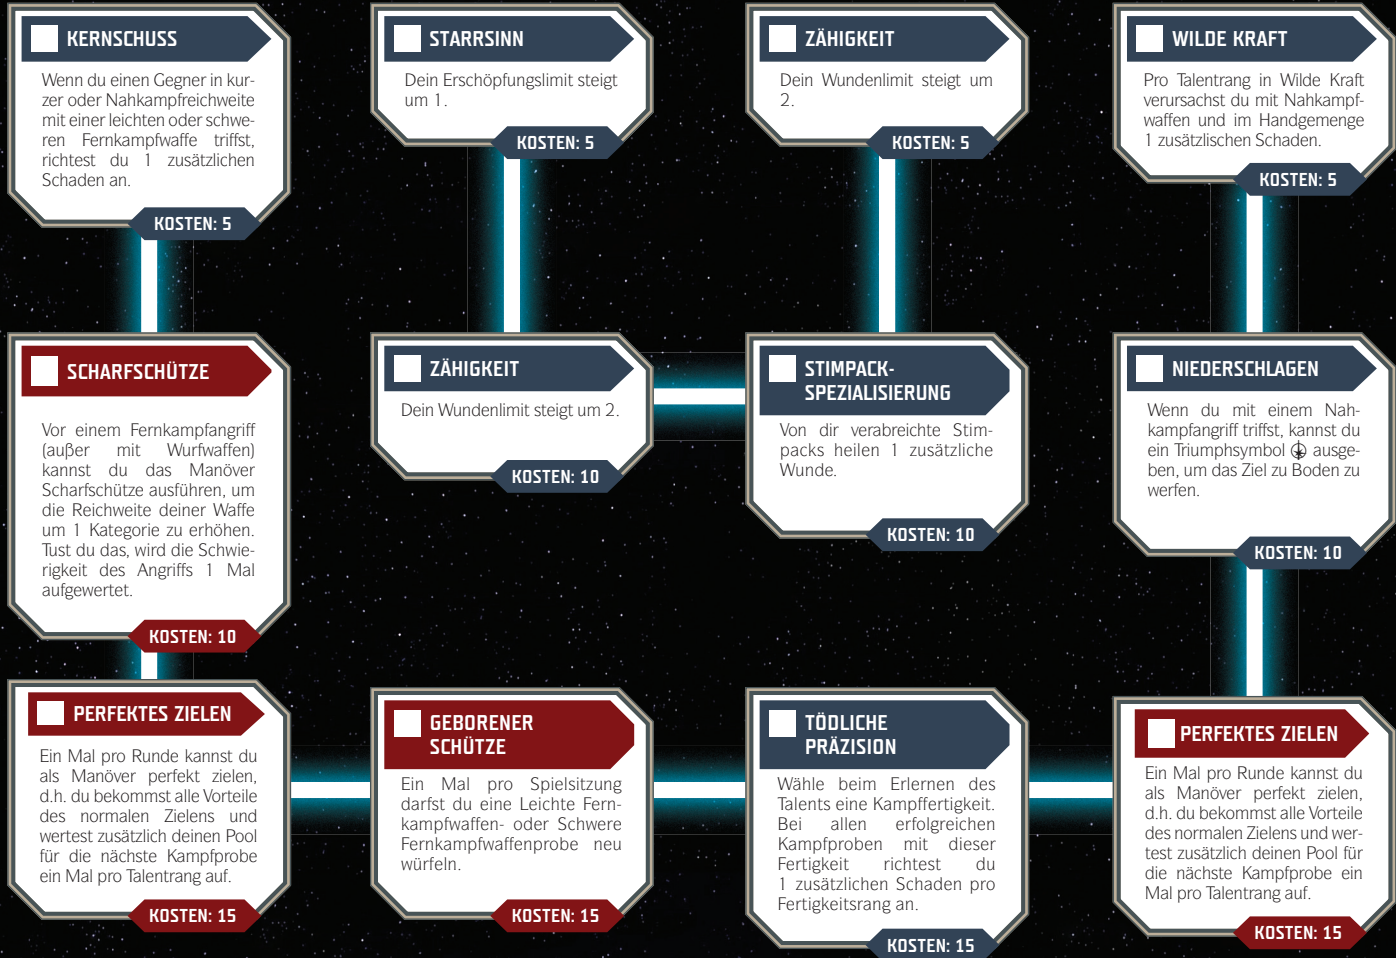 KERNSCHUSS
Wenn du einen Gegner in kur-
zer oder Nahkampfreichweite
mit einer leichten oder schwe-
ren Fernkampfwaffe triffst,
richtest du 1 zusätzlichen
Schaden an.
KOSTEN: 5
STARRSINN
Dein Erschöpfungslimit steigt
um 1.
KOSTEN: 5
ZÄHIGKEIT
Dein Wundenlimit steigt um
2.
KOSTEN: 5
WILDE KRAFT
Pro Talentrang in Wilde Kraft
verursachst du mit Nahkampf-
waffen und im Handgemenge
1 zusätzlischen Schaden.
KOSTEN: 5
SCHARFSCHÜTZE
Vor einem Fernkampfangriff
(außer mit Wurfwaffen)
kannst du das Manöver
Scharfschütze ausführen, um
die Reichweite deiner Waffe
um 1 Kategorie zu erhöhen.
Tust du das, wird die Schwie-
rigkeit des Angriffs 1 Mal
aufgewertet.
KOSTEN: 10
ZÄHIGKEIT
Dein Wundenlimit steigt um 2.
KOSTEN: 10
STIMPACK-
SPEZIALISIERUNG
Von dir verabreichte Stim-
packs heilen 1 zusätzliche
Wunde.
KOSTEN: 10
NIEDERSCHLAGEN
Wenn du mit einem Nah-
kampfangriff triffst, kannst du
ein Triumphsymbol ausge-
ben, um das Ziel zu Boden zu
werfen.
KOSTEN: 10
PERFEKTES ZIELEN
Ein Mal pro Runde kannst du
als Manöver perfekt zielen,
d.h. du bekommst alle Vorteile
des normalen Zielens und
wertest zusätzlich deinen Pool
für die nächste Kampfprobe
ein Mal pro Talentrang auf.
KOSTEN: 15
GEBORENER
SCHÜTZE
Ein Mal pro Spielsitzung
darfst du eine Leichte Fern-
kampfwaffen- oder Schwere
Fernkampfwaffenprobe neu
würfeln.
KOSTEN: 15
TÖDLICHE
PRÄZISION
Wähle beim Erlernen des
Talents eine Kampffertigkeit.
Bei allen erfolgreichen
Kampfproben mit dieser
Fertigkeit richtest du
1 zusätzlichen Schaden pro
Fertigkeitsrang an.
KOSTEN: 15
PERFEKTES ZIELEN
Ein Mal pro Runde kannst du
als Manöver perfekt zielen,
d.h. du bekommst alle Vorteile
des normalen Zielens und wer-
test zusätzlich deinen Pool für
die nächste Kampfprobe ein
Mal pro Talentrang auf.
KOSTEN: 15